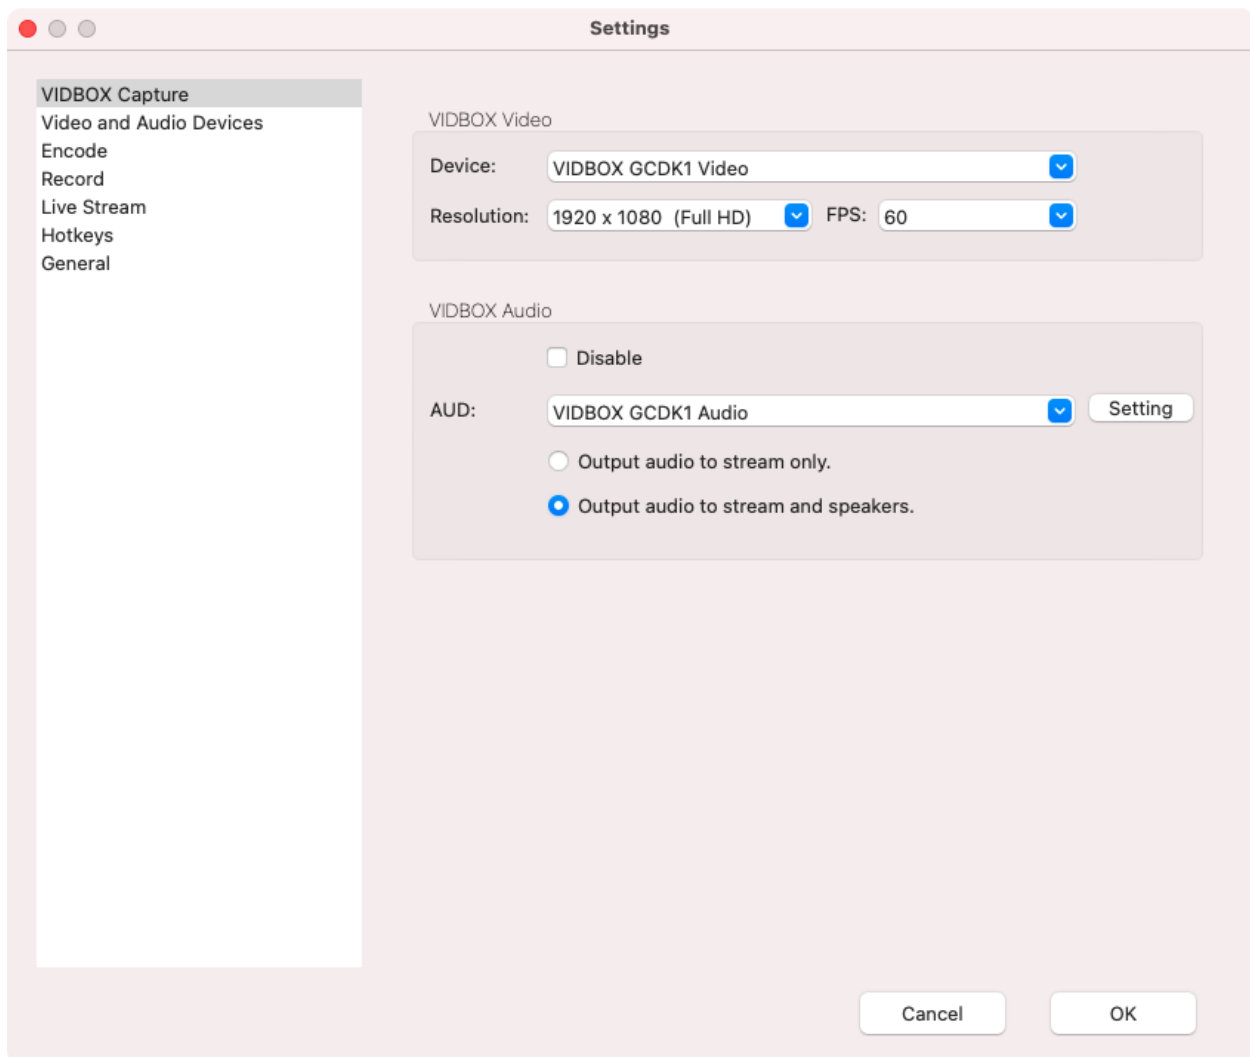 Settings
VIDBOX Capture
Video and Audio Devices
Encode
Record
Live Stream
Hotkeys
General
VIDBOX Video
Device: VIDBOX GCDK1 Video
Resolution: 1920 x 1080 (Full HD) FPS: 60
VIDBOX Audio
Disable
AUD: VIDBOX GCDK1 Audio Setting
Output audio to stream only.
Output audio to stream and speakers.
Cancel OK